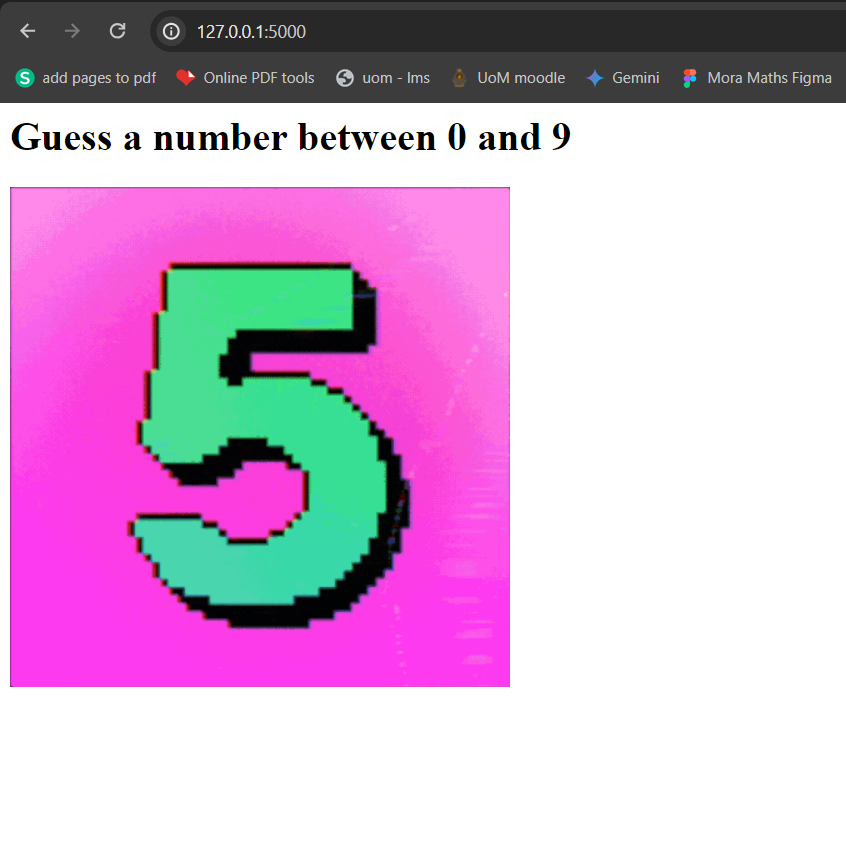 127.0.0.1:5000
add pages to pdf Online PDF tools uom - lms UoM moodle Gemini Mora Maths Figma
Guess a number between 0 and 9
5